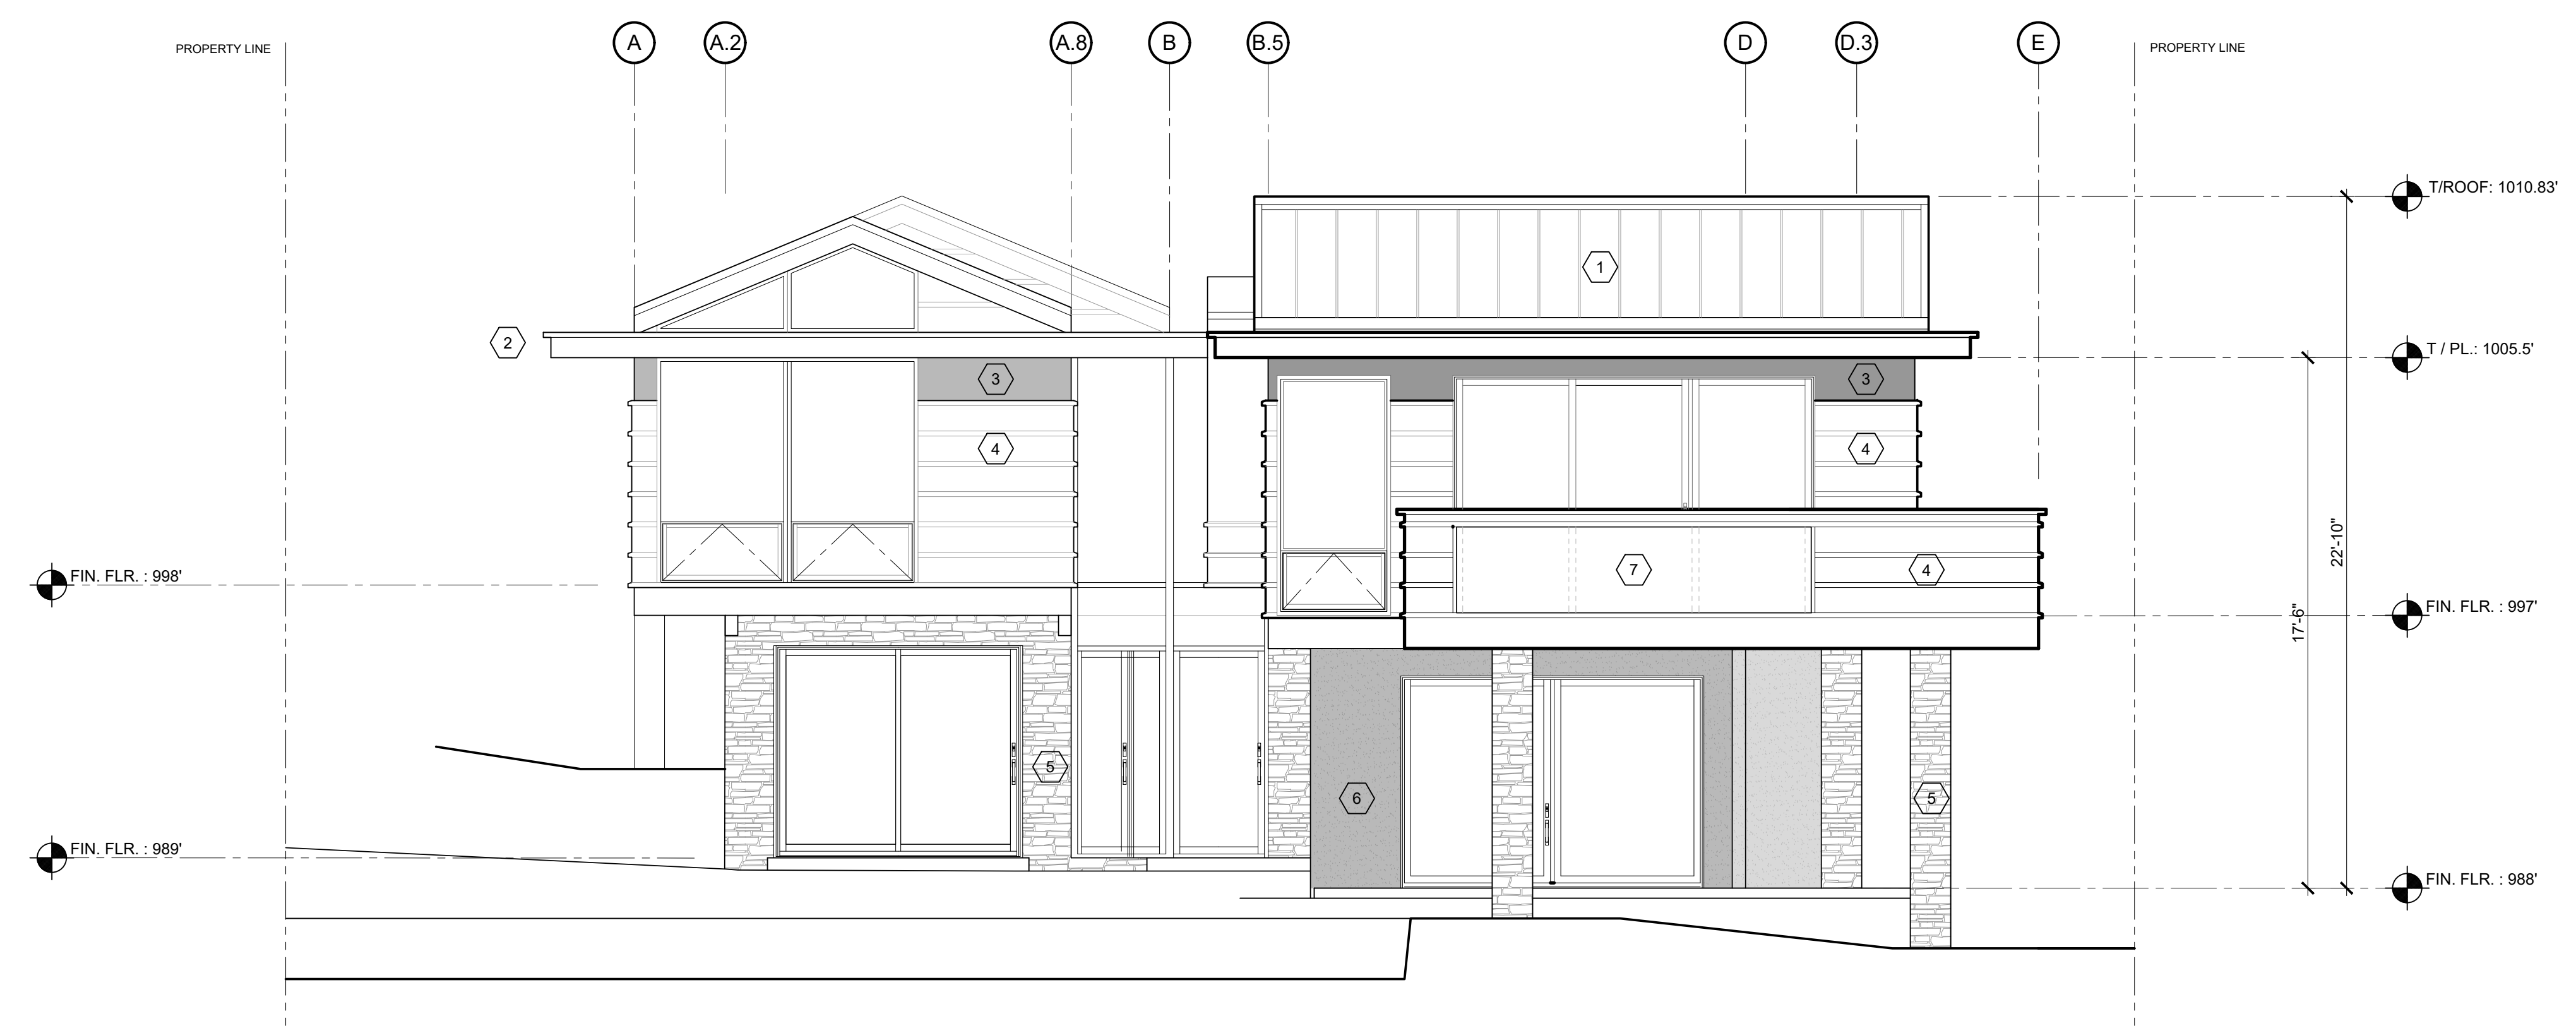 A
A.2
A.8
B
B.5
D
D.3
E
PROPERTY LINE
PROPERTY LINE
T/ROOF: 1010.83'
1
2
T / PL.: 1005.5'
3
3
4
4
22'-10"
7
4
FIN. FLR. : 998'
FIN. FLR. : 997'
17'-6"
5
6
5
FIN. FLR. : 989'
FIN. FLR. : 988'